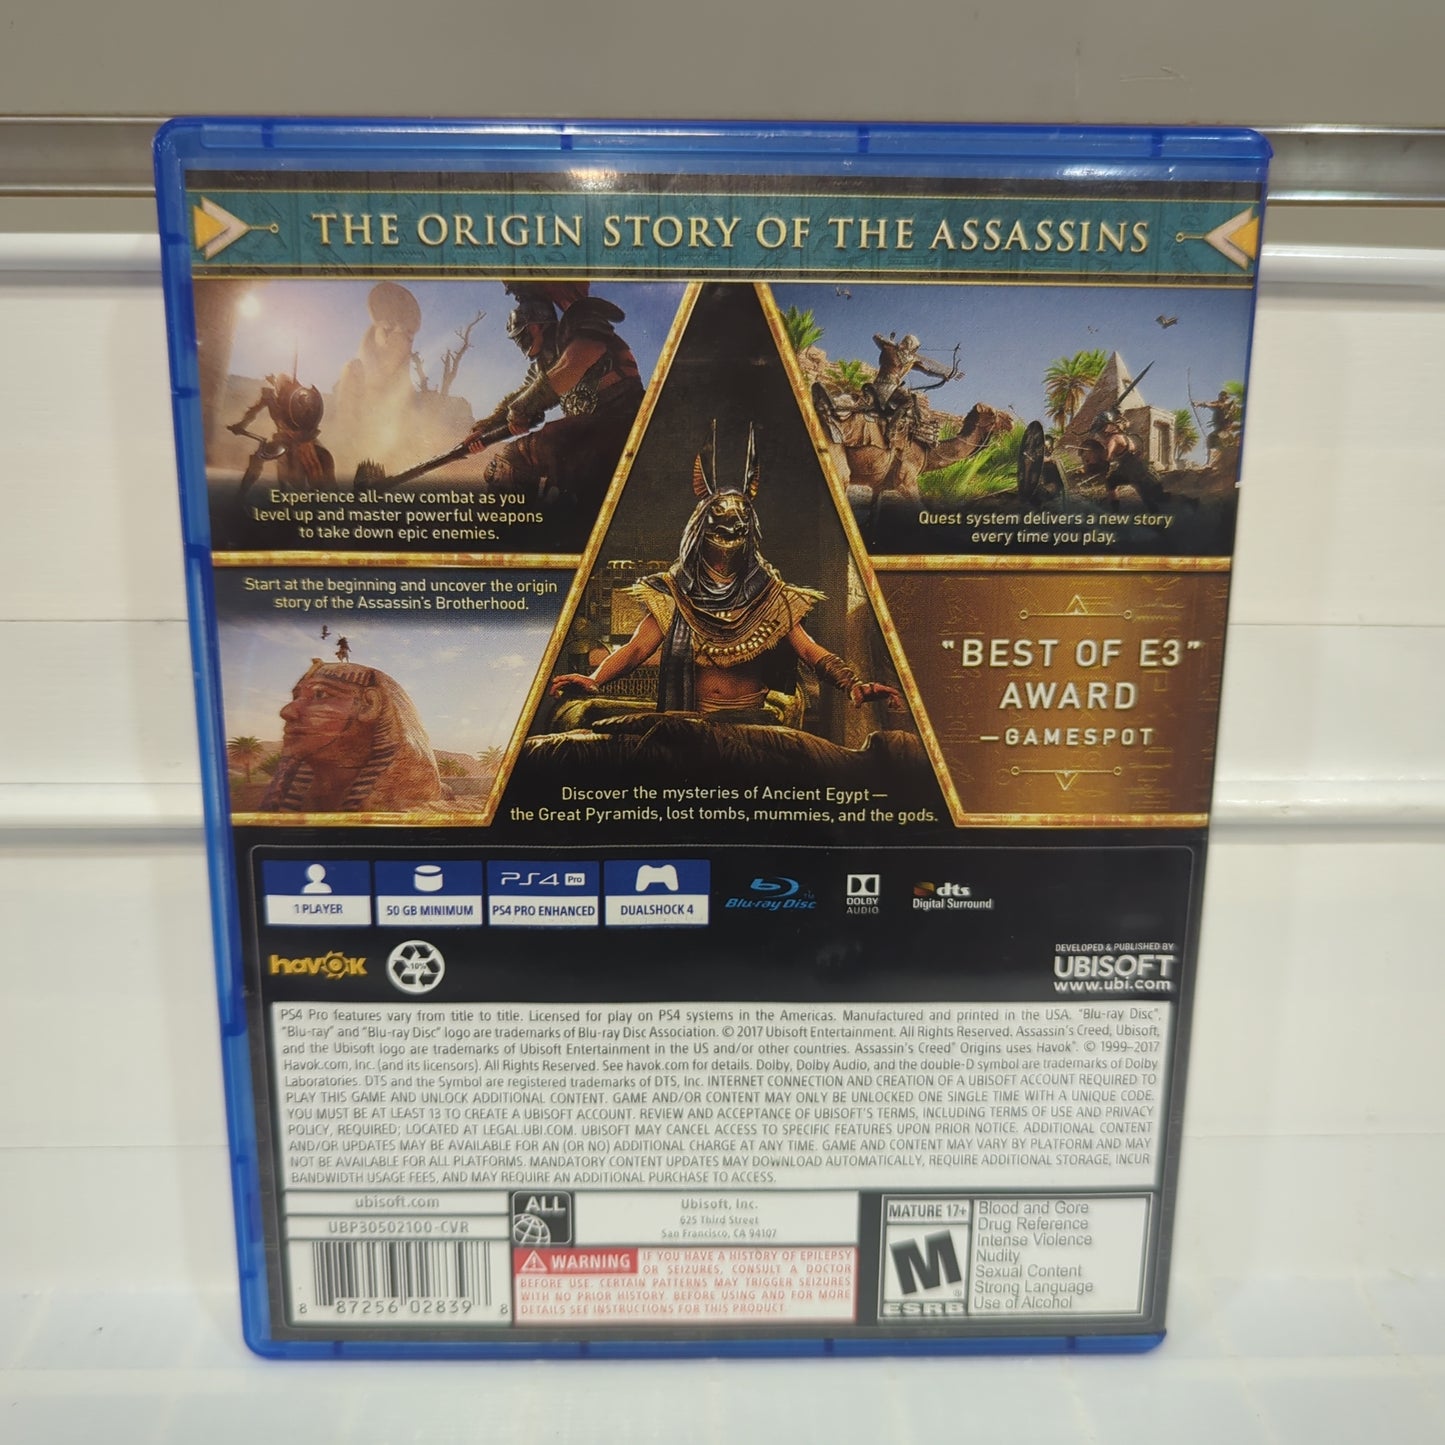 THE ORIGIN STORY OF THE ASSASSINS
Experience all-new combat as you
level up and master powerful weapons
to take down epic enemies.
Quest system delivers a new story
every time you play.
Start at the beginning and uncover the origin
story of the Assassin's Brotherhood.
"BEST OF E3"
AWARD
—GAMESPOT
Discover the mysteries of Ancient Egypt—
the Great Pyramids, lost tombs, mummies, and the gods.
1 PLAYER
50 GB MINIMUM
PS4 Pro
PS4 PRO ENHANCED
DUALSHOCK 4
Blu-ray Disc
DOLBY
AUDIO
dts
Digital Surround
havok
10%
DEVELOPED & PUBLISHED BY
UBISOFT
www.ubi.com
PS4 Pro features vary from title to title. Licensed for play on PS4 systems in the Americas. Manufactured and printed in the USA. "Blu-ray Disc",
"Blu-ray" and "Blu-ray Disc" logo are trademarks of Blu-ray Disc Association. © 2017 Ubisoft Entertainment. All Rights Reserved. Assassin's Creed, Ubisoft,
and the Ubisoft logo are trademarks of Ubisoft Entertainment in the US and/or other countries. Assassin's Creed® Origins uses Havok®. © 1999–2017
Havok.com, Inc. (and its licensors). All Rights Reserved. See havok.com for details. Dolby, Dolby Audio, and the double-D symbol are trademarks of Dolby
Laboratories. DTS and the Symbol are registered trademarks of DTS, Inc. INTERNET CONNECTION AND CREATION OF A UBISOFT ACCOUNT REQUIRED TO
PLAY THIS GAME AND UNLOCK ADDITIONAL CONTENT. GAME AND/OR CONTENT MAY ONLY BE UNLOCKED ONE SINGLE TIME WITH A UNIQUE CODE.
YOU MUST BE AT LEAST 13 TO CREATE A UBISOFT ACCOUNT. REVIEW AND ACCEPTANCE OF UBISOFT'S TERMS, INCLUDING TERMS OF USE AND PRIVACY
POLICY, REQUIRED; LOCATED AT LEGAL.UBI.COM. UBISOFT MAY CANCEL ACCESS TO SPECIFIC FEATURES UPON PRIOR NOTICE. ADDITIONAL CONTENT
AND/OR UPDATES MAY BE AVAILABLE FOR AN (OR NO) ADDITIONAL CHARGE AT ANY TIME. GAME AND CONTENT MAY VARY BY PLATFORM AND MAY
NOT BE AVAILABLE FOR ALL PLATFORMS. MANDATORY CONTENT UPDATES MAY DOWNLOAD AUTOMATICALLY, REQUIRE ADDITIONAL STORAGE, INCUR
BANDWIDTH USAGE FEES, AND MAY REQUIRE AN ADDITIONAL PURCHASE TO ACCESS.
ubisoft.com
UBP30502100-CVR
8 87256 02839 8
ALL
Ubisoft, Inc.
625 Third Street
San Francisco, CA 94107
WARNING IF YOU HAVE A HISTORY OF EPILEPSY
OR SEIZURES, CONSULT A DOCTOR
BEFORE USE. CERTAIN PATTERNS MAY TRIGGER SEIZURES
WITH NO PRIOR HISTORY. BEFORE USING AND FOR MORE
DETAILS SEE INSTRUCTIONS FOR THIS PRODUCT.
MATURE 17+
M
ESRB
Blood and Gore
Drug Reference
Intense Violence
Nudity
Sexual Content
Strong Language
Use of Alcohol